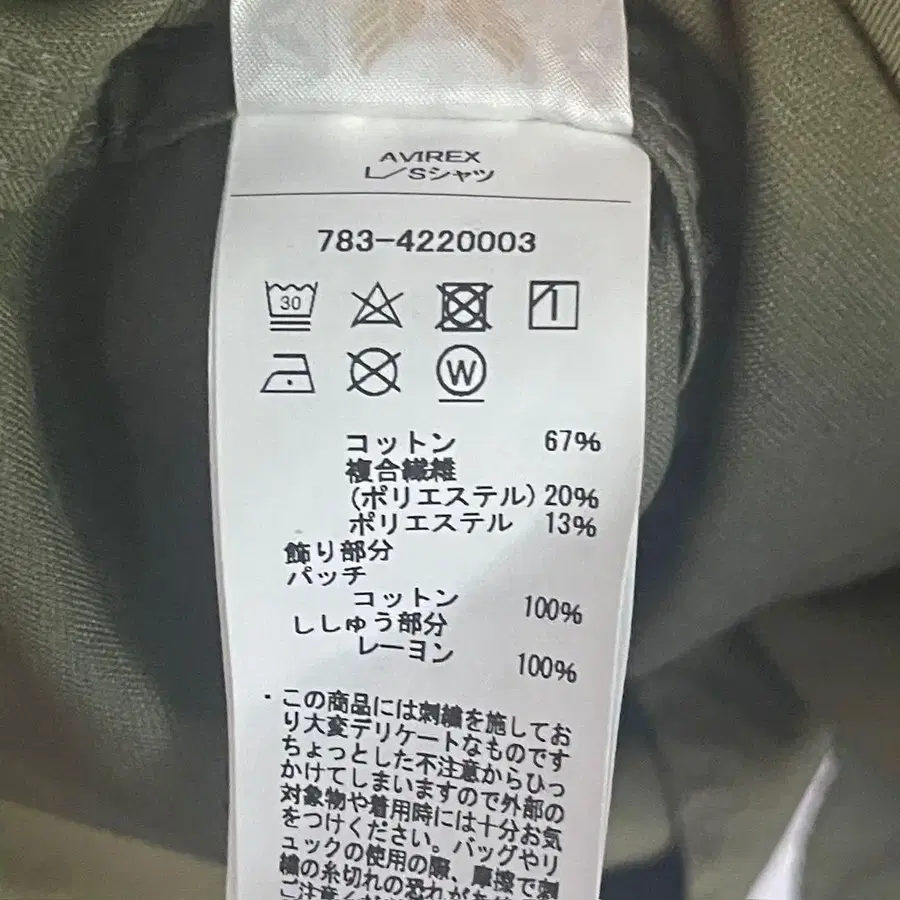 AVIREX
L/Sシャツ
783-4220003
30
W
コットン 67%
複合繊維
(ポリエステル) 20%
ポリエステル 13%
飾り部分
パッチ
コットン 100%
ししゅう部分
レーヨン 100%
・この商品には刺繍を施してお
り大変デリケートなものです
ちょっとした不注意からひっ
かけてしまいますので外部の
対象物や着用時には十分お気
をつけください。バッグやリ
ュックの使用の際、摩擦で刺
繍の糸切れの恐れが
ご注意く